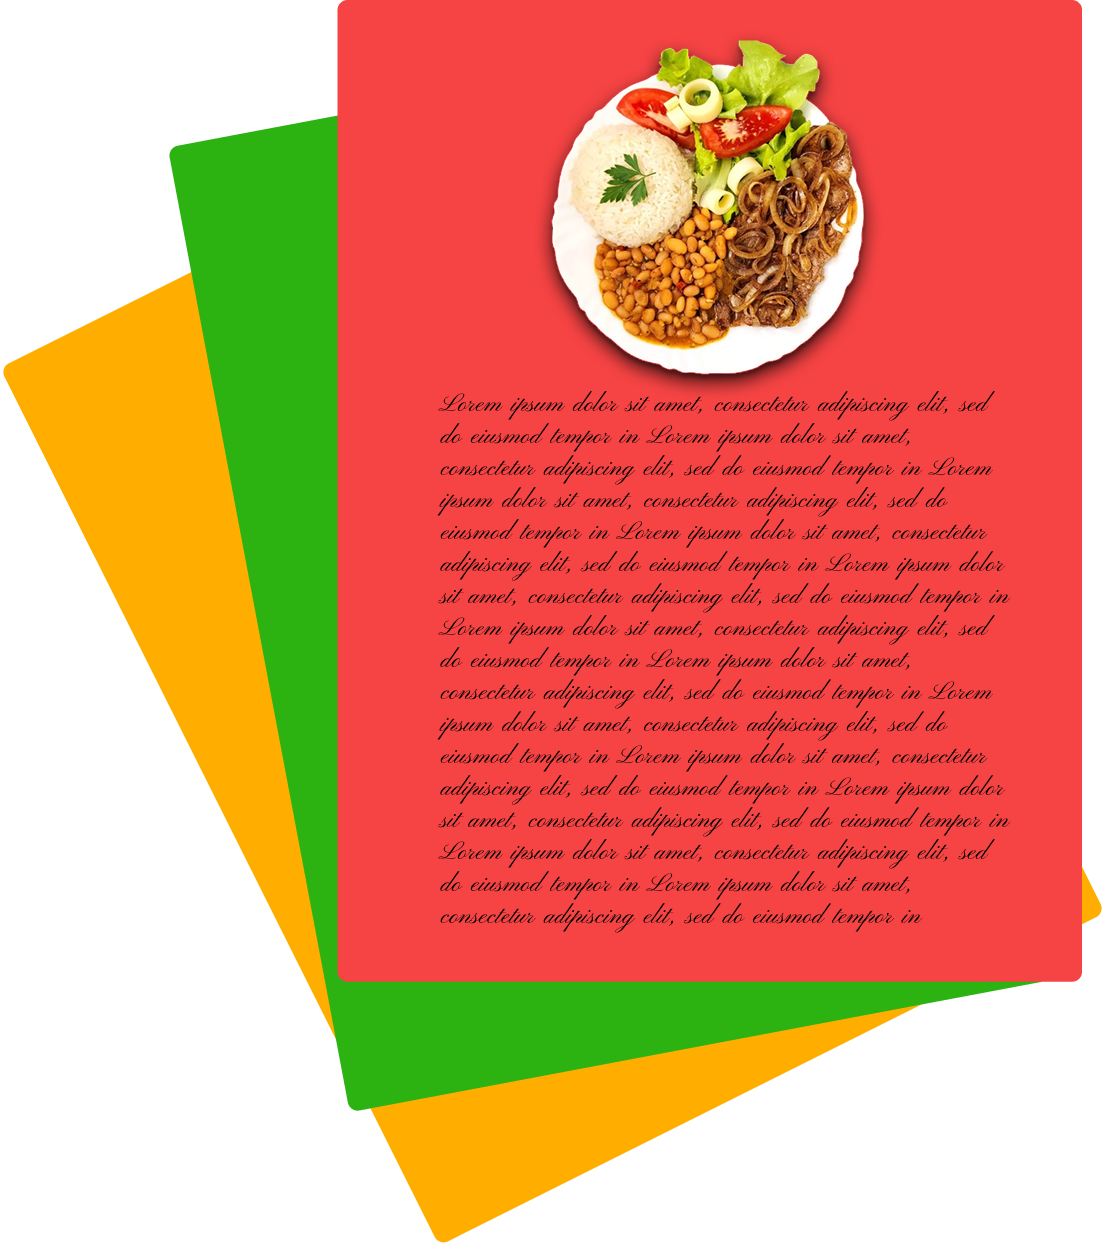 Lorem ipsum dolor sit amet, consectetur adipiscing elit, sed
do eiusmod tempor in Lorem ipsum dolor sit amet,
consectetur adipiscing elit, sed do eiusmod tempor in Lorem
ipsum dolor sit amet, consectetur adipiscing elit, sed do
eiusmod tempor in Lorem ipsum dolor sit amet, consectetur
adipiscing elit, sed do eiusmod tempor in Lorem ipsum dolor
sit amet, consectetur adipiscing elit, sed do eiusmod tempor in
Lorem ipsum dolor sit amet, consectetur adipiscing elit, sed
do eiusmod tempor in Lorem ipsum dolor sit amet,
consectetur adipiscing elit, sed do eiusmod tempor in Lorem
ipsum dolor sit amet, consectetur adipiscing elit, sed do
eiusmod tempor in Lorem ipsum dolor sit amet, consectetur
adipiscing elit, sed do eiusmod tempor in Lorem ipsum dolor
sit amet, consectetur adipiscing elit, sed do eiusmod tempor in
Lorem ipsum dolor sit amet, consectetur adipiscing elit, sed
do eiusmod tempor in Lorem ipsum dolor sit amet,
consectetur adipiscing elit, sed do eiusmod tempor in